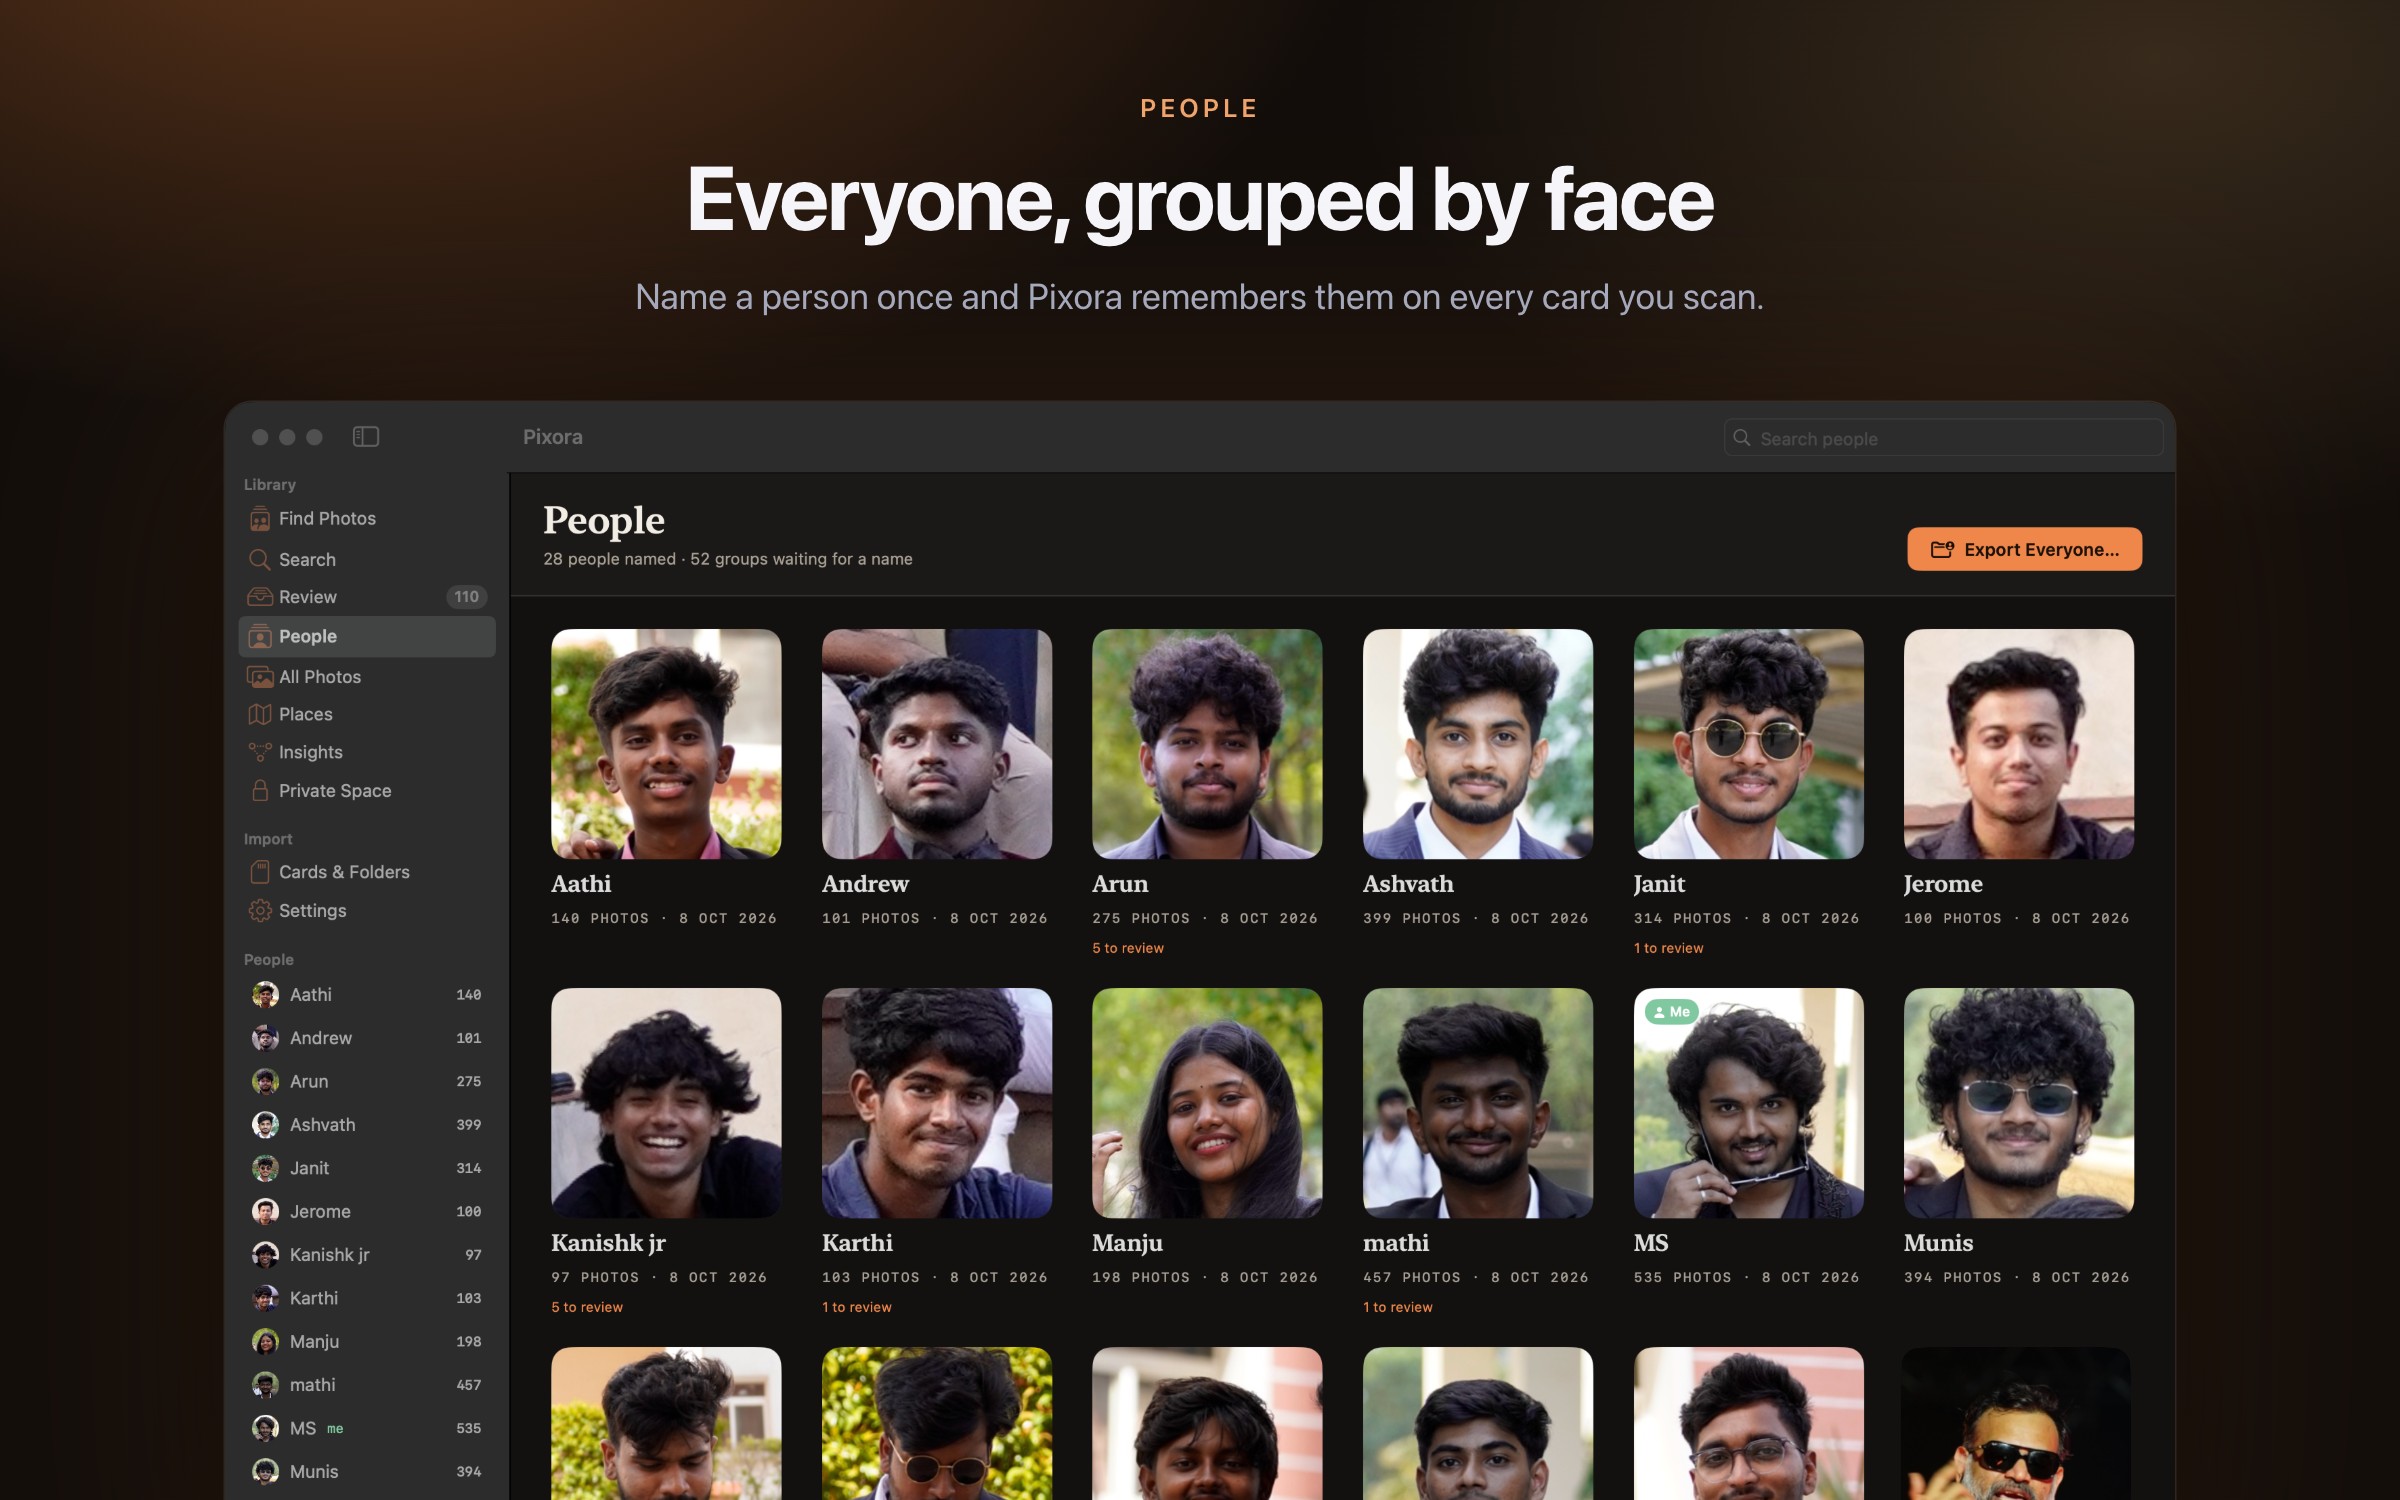 PEOPLE
Everyone, grouped by face
Name a person once and Pixora remembers them on every card you scan.
Pixora
Search people
Library
Find Photos
Search
Review 110
People
All Photos
Places
Insights
Private Space
Import
Cards & Folders
Settings
People
Aathi 140
Andrew 101
Arun 275
Ashvath 399
Janit 314
Jerome 100
Kanishk jr 97
Karthi 103
Manju 198
mathi 457
MS me 535
Munis 394
People
28 people named · 52 groups waiting for a name
Export Everyone...
Aathi
140 PHOTOS · 8 OCT 2026
Andrew
101 PHOTOS · 8 OCT 2026
Arun
275 PHOTOS · 8 OCT 2026
5 to review
Ashvath
399 PHOTOS · 8 OCT 2026
Janit
314 PHOTOS · 8 OCT 2026
1 to review
Jerome
100 PHOTOS · 8 OCT 2026
Kanishk jr
97 PHOTOS · 8 OCT 2026
5 to review
Karthi
103 PHOTOS · 8 OCT 2026
1 to review
Manju
198 PHOTOS · 8 OCT 2026
mathi
457 PHOTOS · 8 OCT 2026
1 to review
Me
MS
535 PHOTOS · 8 OCT 2026
Munis
394 PHOTOS · 8 OCT 2026